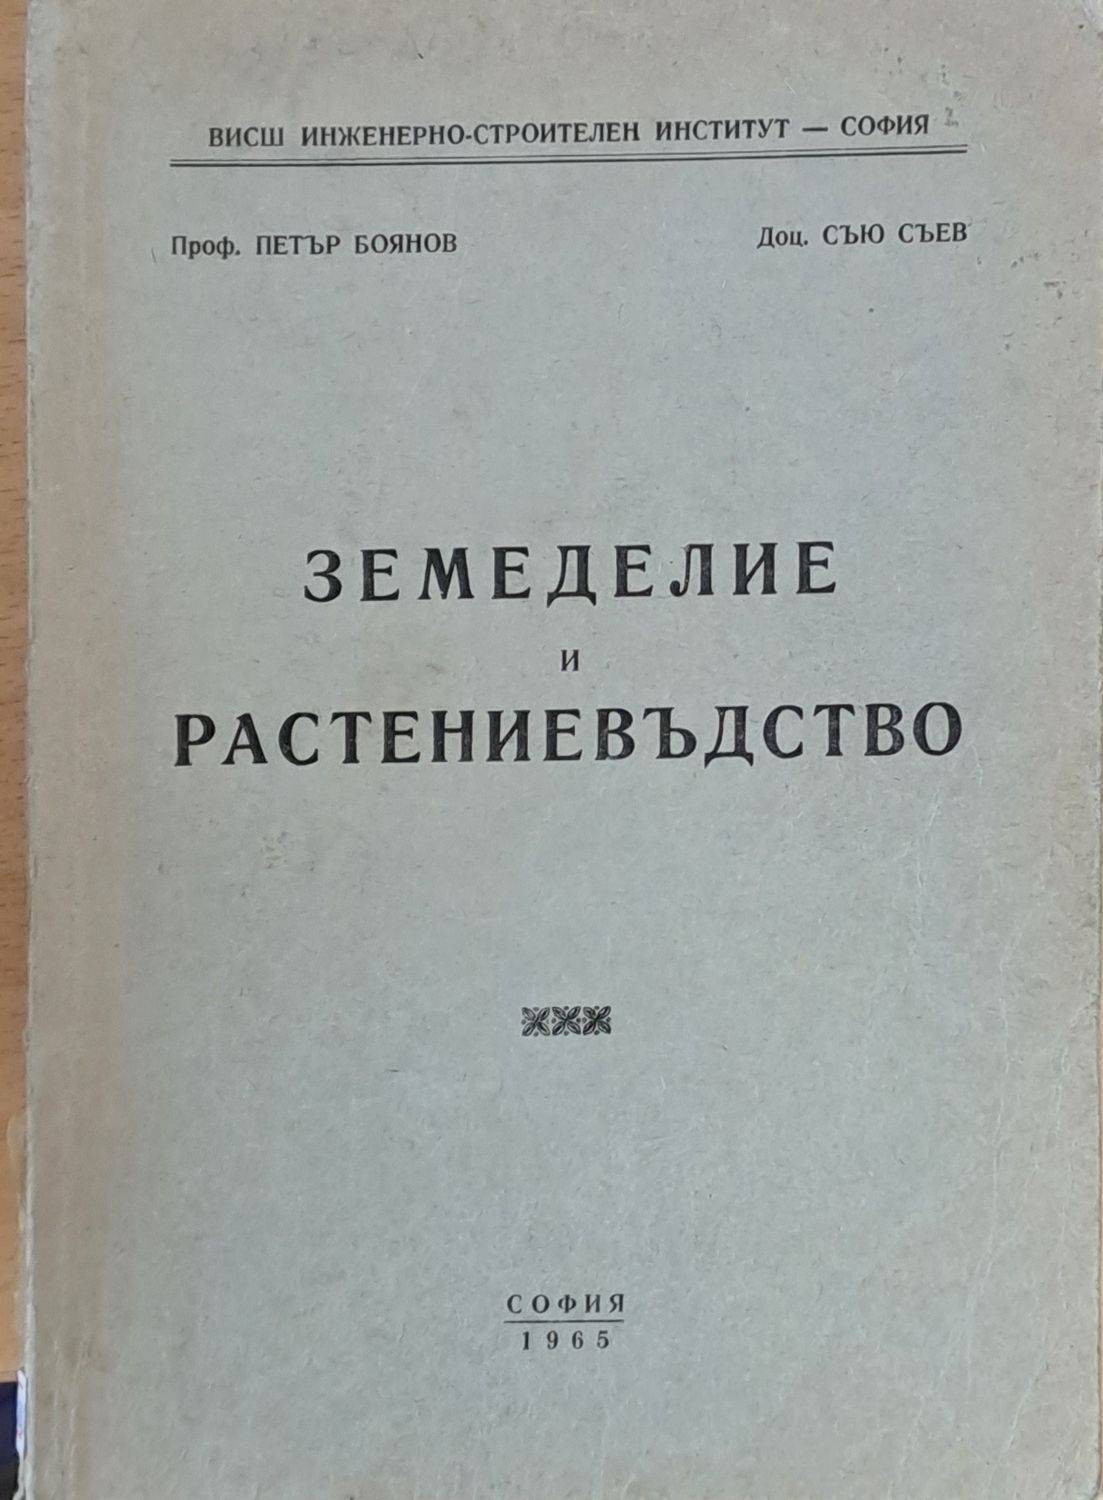 ВИСШ ИНЖЕНЕРНО-СТРОИТЕЛЕН ИНСТИТУТ — СОФИЯ
Проф. ПЕТЪР БОЯНОВ
Доц. СЪЮ СЪЕВ
ЗЕМЕДЕЛИЕ
и
РАСТЕНИЕВЪДСТВО
СОФИЯ
1965